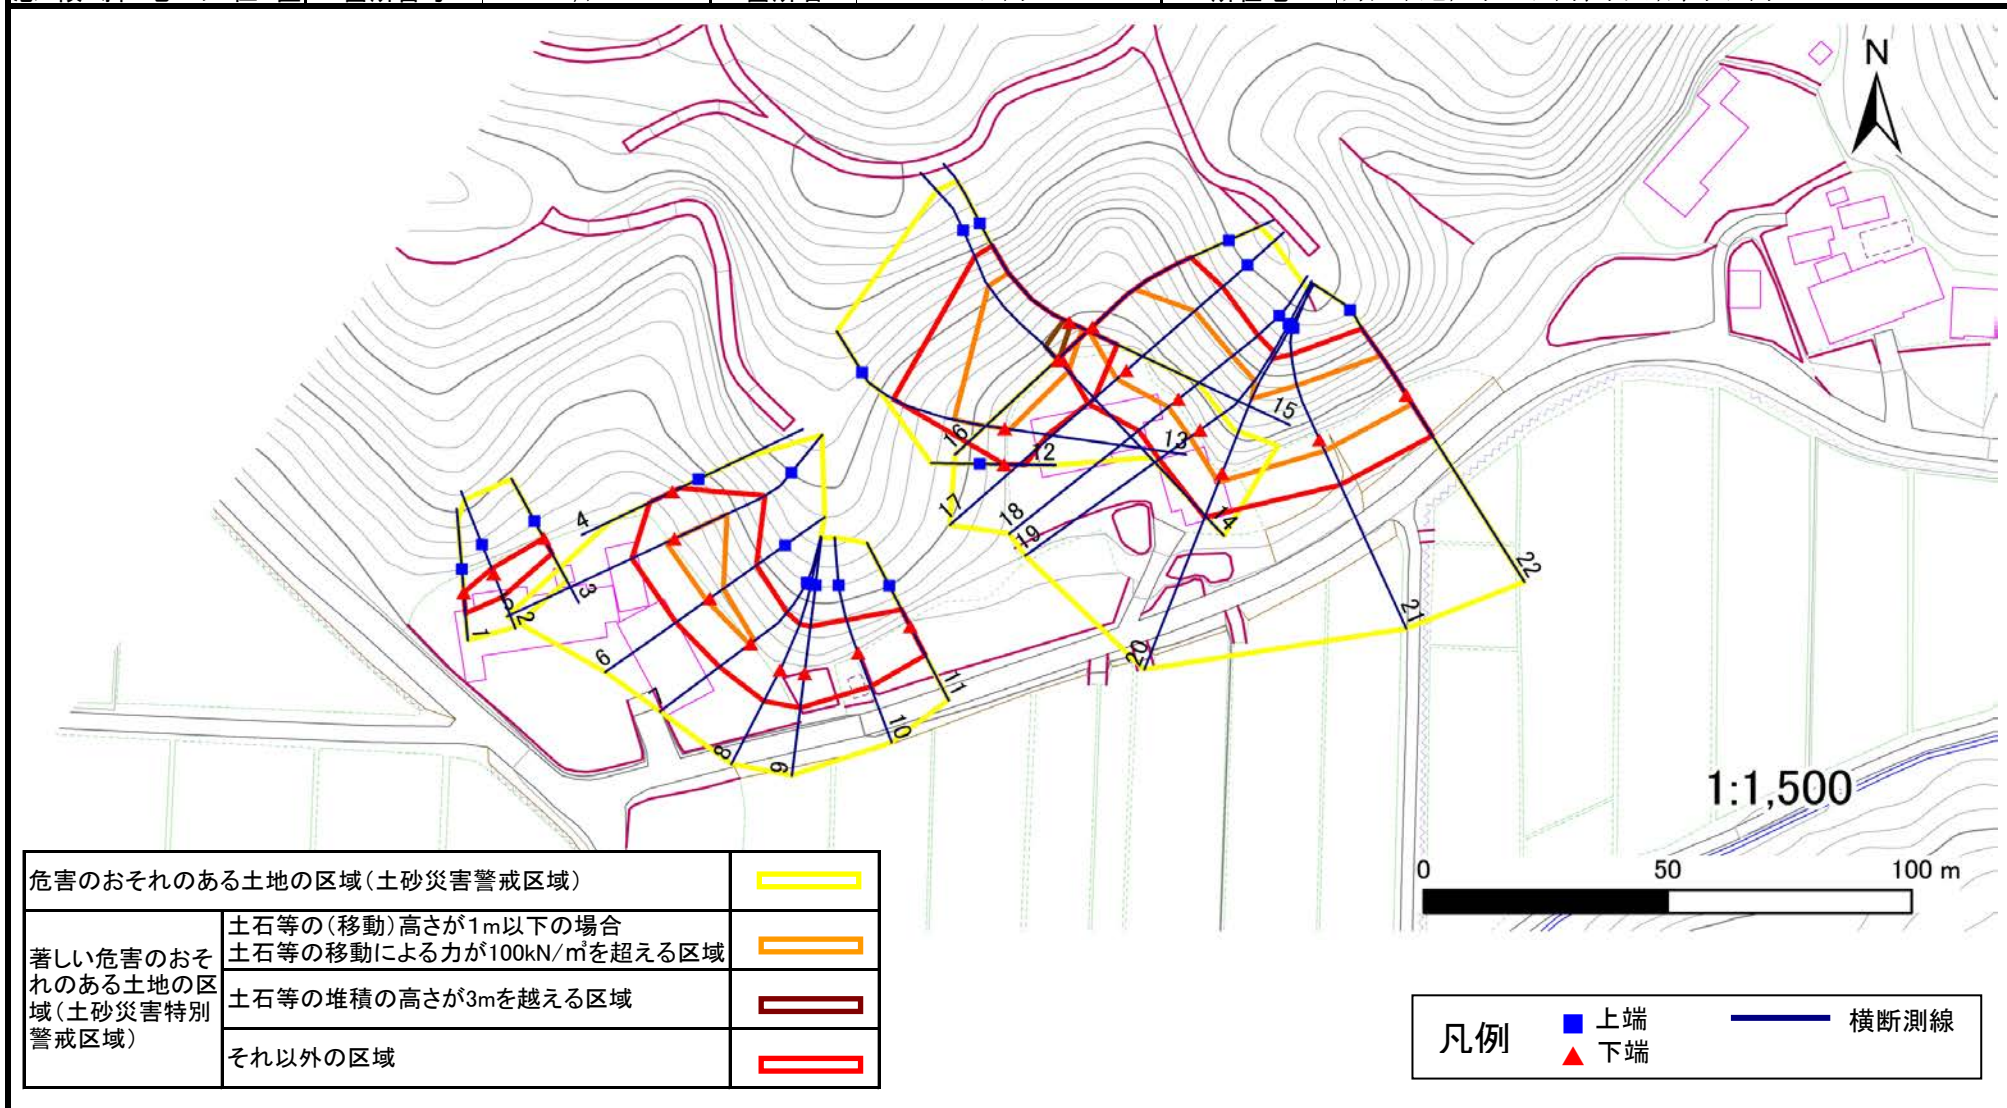 N
4
3
5
2
1
6
7
8
9
10
11
12
13
14
15
16
17
18
19
20
21
22
1:1,500
0 50 100 m
危害のおそれのある土地の区域(土砂災害警戒区域)
著しい危害のおそ
れのある土地の区
域(土砂災害特別
警戒区域)
土石等の(移動)高さが1m以下の場合
土石等の移動による力が100kN/㎡を超える区域
土石等の堆積の高さが3mを越える区域
それ以外の区域
凡例
上端
下端
横断測線